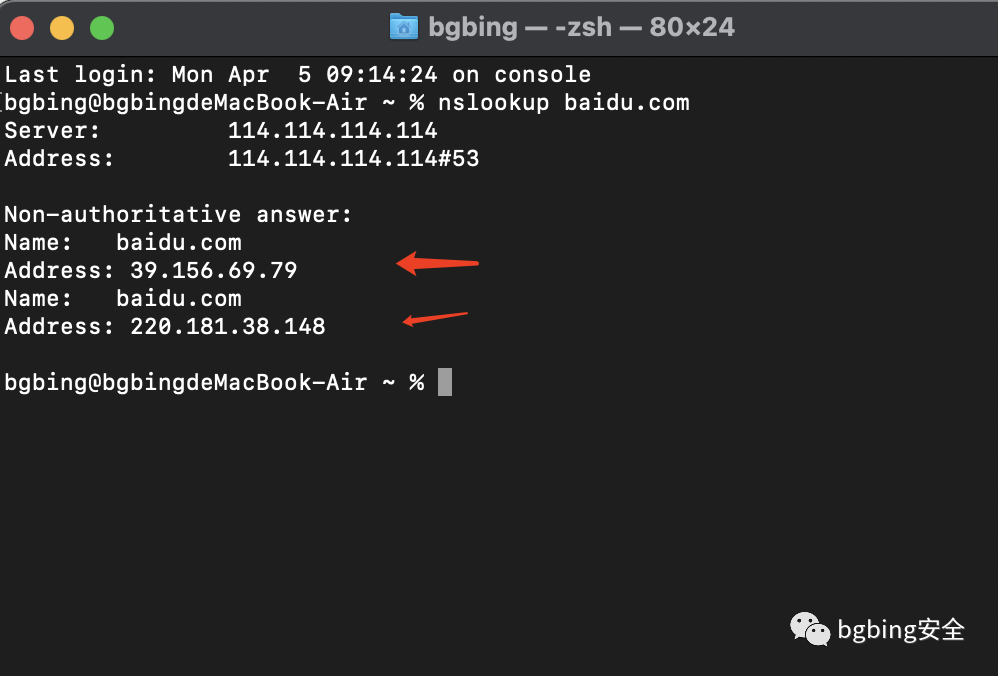 bgbing — -zsh — 80×24
Last login: Mon Apr  5 09:14:24 on console
[bgbing@bgbingdeMacBook-Air ~ % nslookup baidu.com
Server:         114.114.114.114
Address:        114.114.114.114#53
Non-authoritative answer:
Name:   baidu.com
Address: 39.156.69.79
Name:   baidu.com
Address: 220.181.38.148
bgbing@bgbingdeMacBook-Air ~ %
bgbing安全